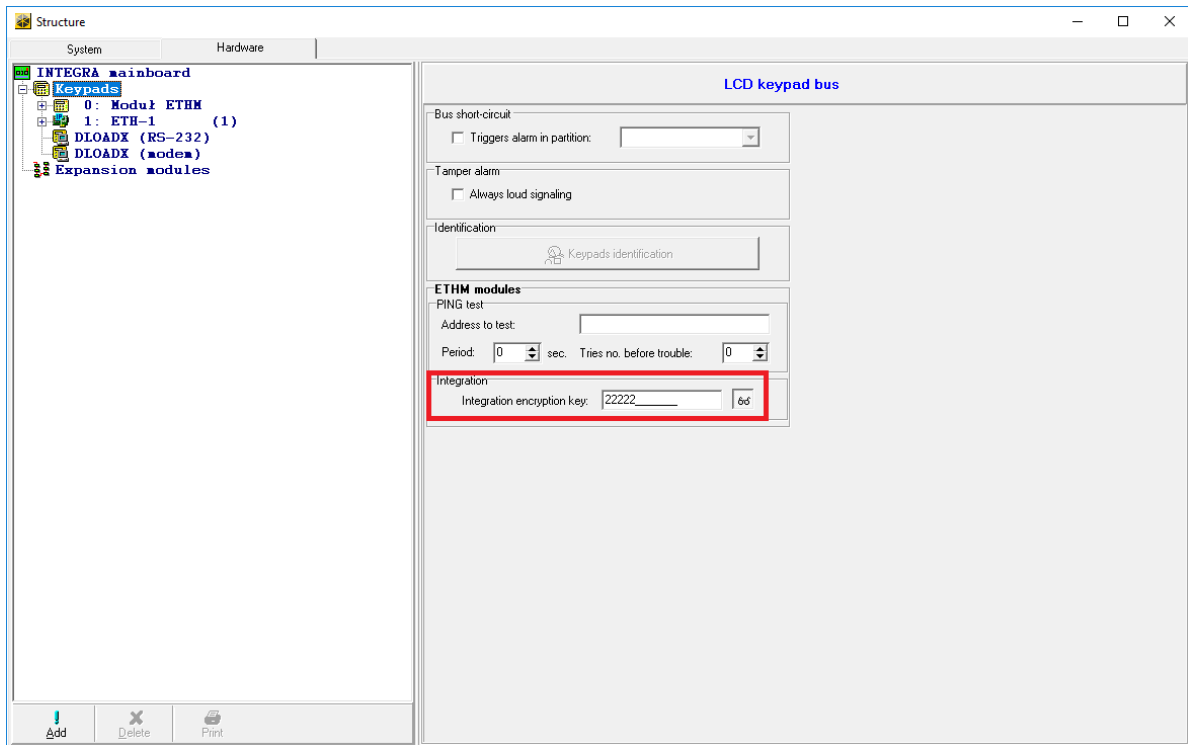 Structure
System
Hardware
INTEGRA mainboard
Keypads
0: Moduł ETHM
1: ETH-1 (1)
DLOADX (RS-232)
DLOADX (modem)
Expansion modules
Add
Delete
Print
LCD keypad bus
Bus short-circuit
Triggers alarm in partition:
Tamper alarm
Always loud signaling
Identification
Keypads identification
ETHM modules
PING test
Address to test:
Period: 0 sec. Tries no. before trouble: 0
Integration
Integration encryption key: 22222_______